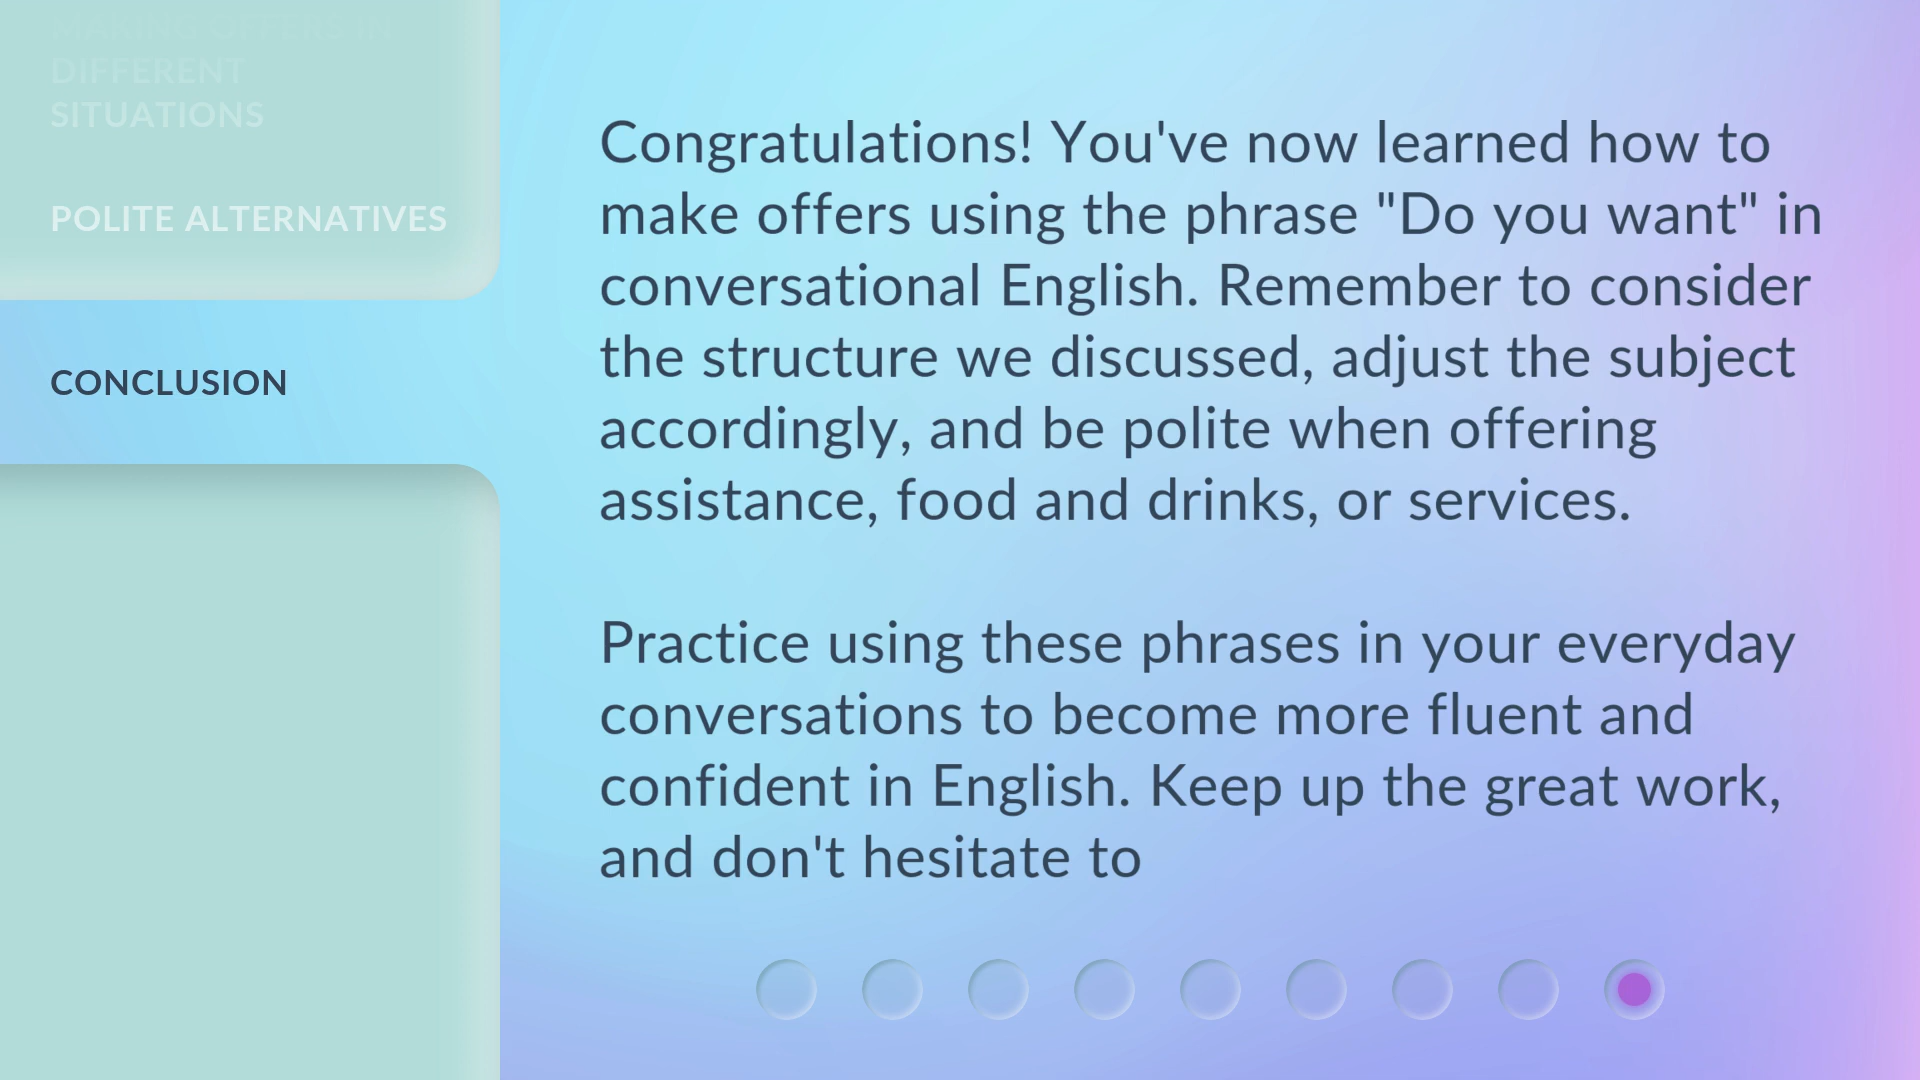 MAKING OFFERS IN
DIFFERENT
SITUATIONS
POLITE ALTERNATIVES
CONCLUSION
Congratulations! You've now learned how to
make offers using the phrase "Do you want" in
conversational English. Remember to consider
the structure we discussed, adjust the subject
accordingly, and be polite when offering
assistance, food and drinks, or services.
Practice using these phrases in your everyday
conversations to become more fluent and
confident in English. Keep up the great work,
and don't hesitate to